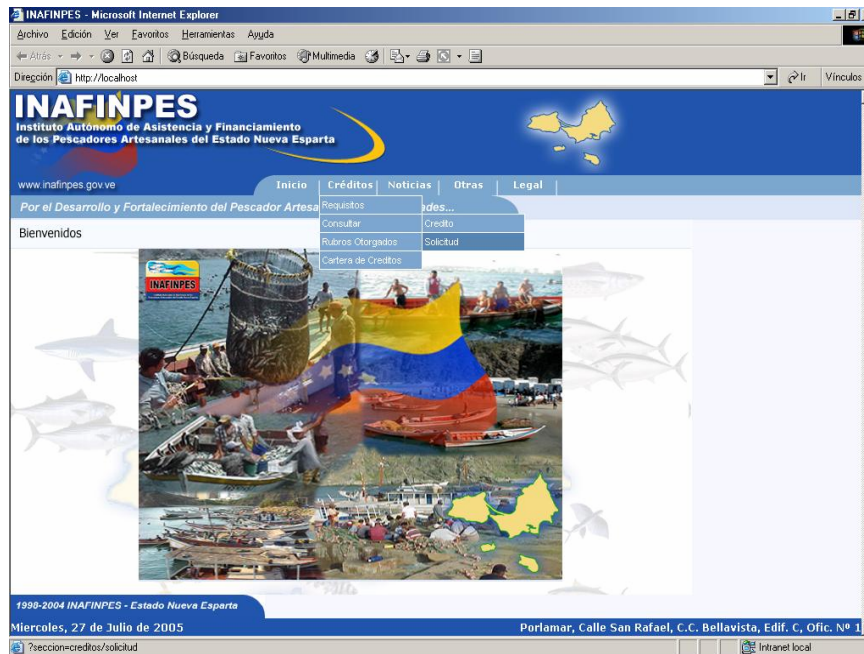 INAFINPES - Microsoft Internet Explorer
Archivo Edición Ver Favoritos Herramientas Ayuda
Atrás Búsqueda Favoritos Multimedia
Dirección http://localhost Ir Vínculos
INAFINPES
Instituto Autónomo de Asistencia y Financiamiento
de los Pescadores Artesanales del Estado Nueva Esparta
www.inafinpes.gov.ve
Inicio Créditos Noticias Otras Legal
Por el Desarrollo y Fortalecimiento del Pescador Artesa ades...
Requisitos
Consultar Credito
Rubros Otorgados Solicitud
Cartera de Creditos
Bienvenidos
INAFINPES
1998-2004 INAFINPES - Estado Nueva Esparta
Miercoles, 27 de Julio de 2005 Porlamar, Calle San Rafael, C.C. Bellavista, Edif. C, Ofic. Nº 1
?seccion=creditos/solicitud Intranet local